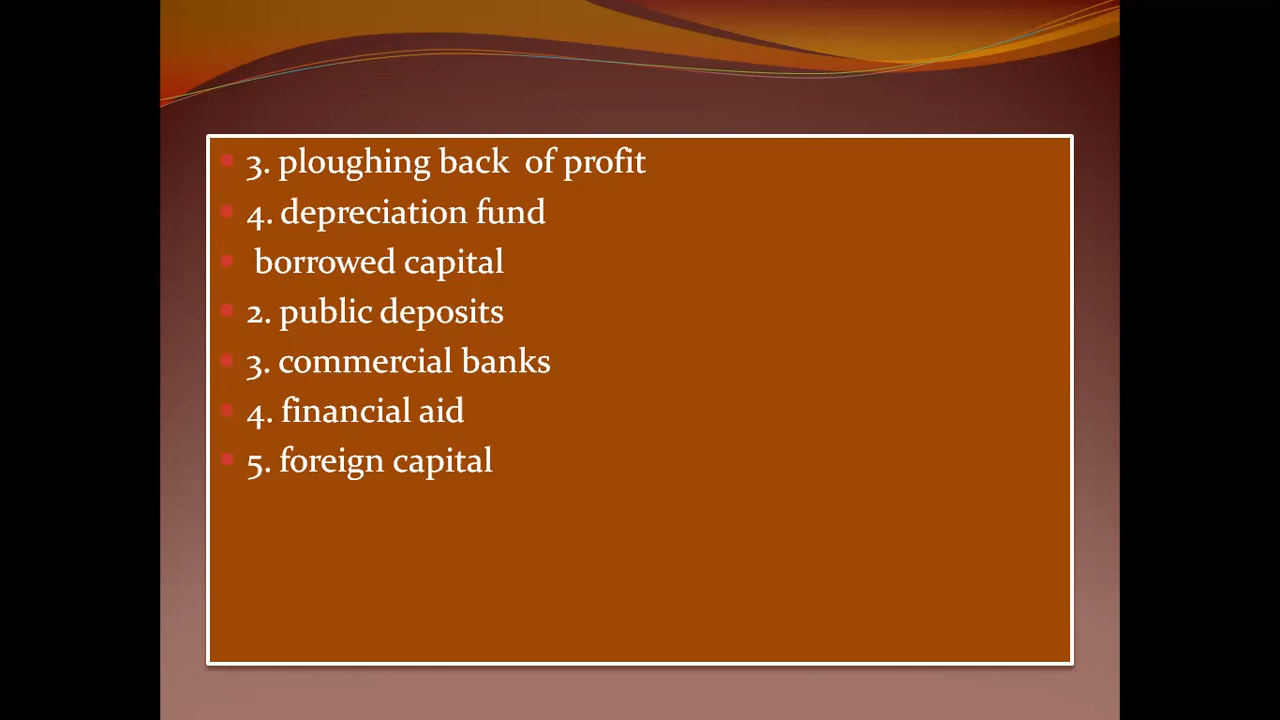 3. ploughing back of profit
4. depreciation fund
borrowed capital
2. public deposits
3. commercial banks
4. financial aid
5. foreign capital